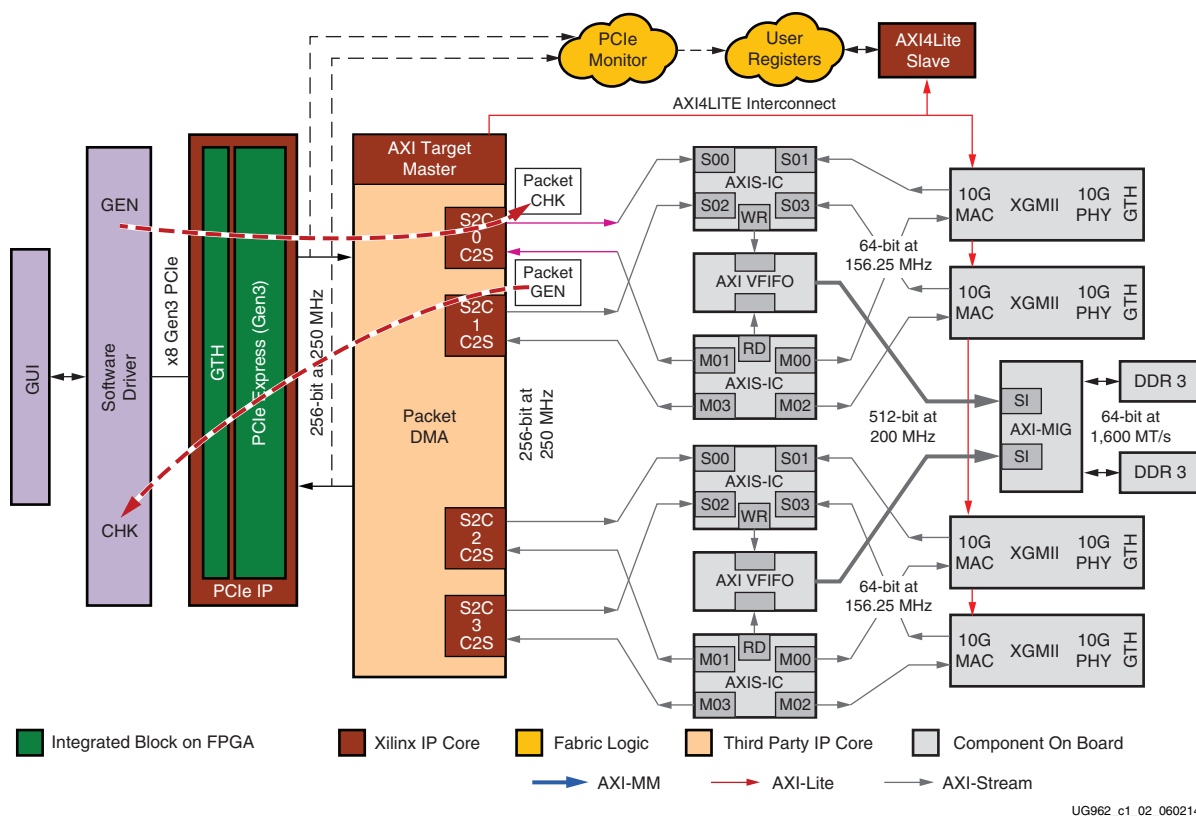 PCIe
Monitor
User
Registers
AXI4Lite
Slave
AXI4LITE Interconnect
GUI
GEN
Software
Driver
CHK
x8 Gen3 PCIe
GTH
PCIe Express (Gen3)
PCIe IP
256-bit at 250 MHz
AXI Target
Master
Packet
CHK
S2C
0
C2S
Packet
GEN
S2C
1
C2S
Packet
DMA
S2C
2
C2S
S2C
3
C2S
256-bit at
250 MHz
S00
S01
AXIS-IC
S02
WR
S03
AXI VFIFO
RD
M01
M00
AXIS-IC
M03
M02
S00
S01
AXIS-IC
S02
WR
S03
AXI VFIFO
RD
M01
M00
AXIS-IC
M03
M02
64-bit at
156.25 MHz
512-bit at
200 MHz
64-bit at
156.25 MHz
10G
MAC
XGMII
10G
PHY
GTH
10G
MAC
XGMII
10G
PHY
GTH
SI
AXI-MIG
SI
DDR 3
64-bit at
1,600 MT/s
DDR 3
10G
MAC
XGMII
10G
PHY
GTH
10G
MAC
XGMII
10G
PHY
GTH
Integrated Block on FPGA
Xilinx IP Core
Fabric Logic
Third Party IP Core
Component On Board
AXI-MM
AXI-Lite
AXI-Stream
UG962_c1_02_060214